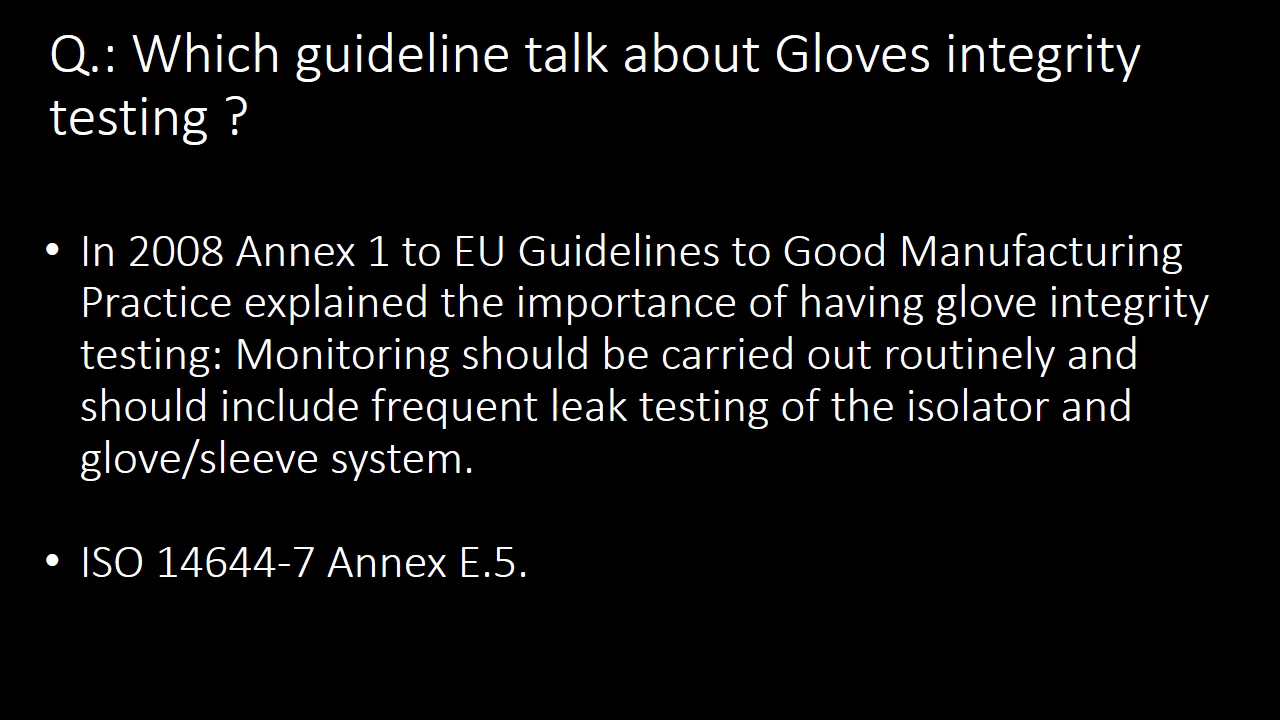 Q.: Which guideline talk about Gloves integrity
testing ?
• In 2008 Annex 1 to EU Guidelines to Good Manufacturing
Practice explained the importance of having glove integrity
testing: Monitoring should be carried out routinely and
should include frequent leak testing of the isolator and
glove/sleeve system.
• ISO 14644-7 Annex E.5.